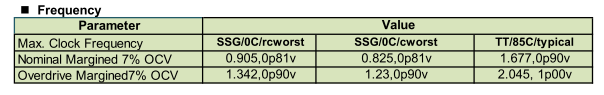 ■ Frequency
Parameter Value
Max. Clock Frequency SSG/0C/rcworst SSG/0C/cworst TT/85C/typical
Nominal Margined 7% OCV 0.905,0p81v 0.825,0p81v 1.677,0p90v
Overdrive Margined7% OCV 1.342,0p90v 1.23,0p90v 2.045, 1p00v